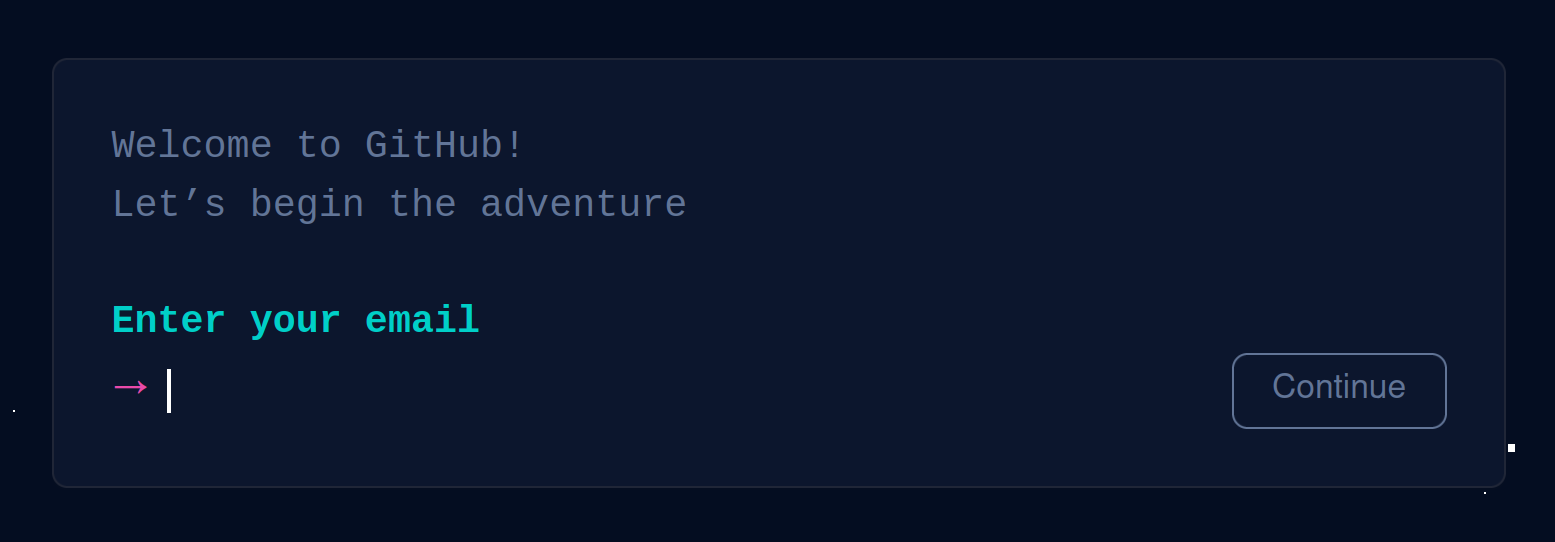 Welcome to GitHub!
Let’s begin the adventure
Enter your email
→
Continue